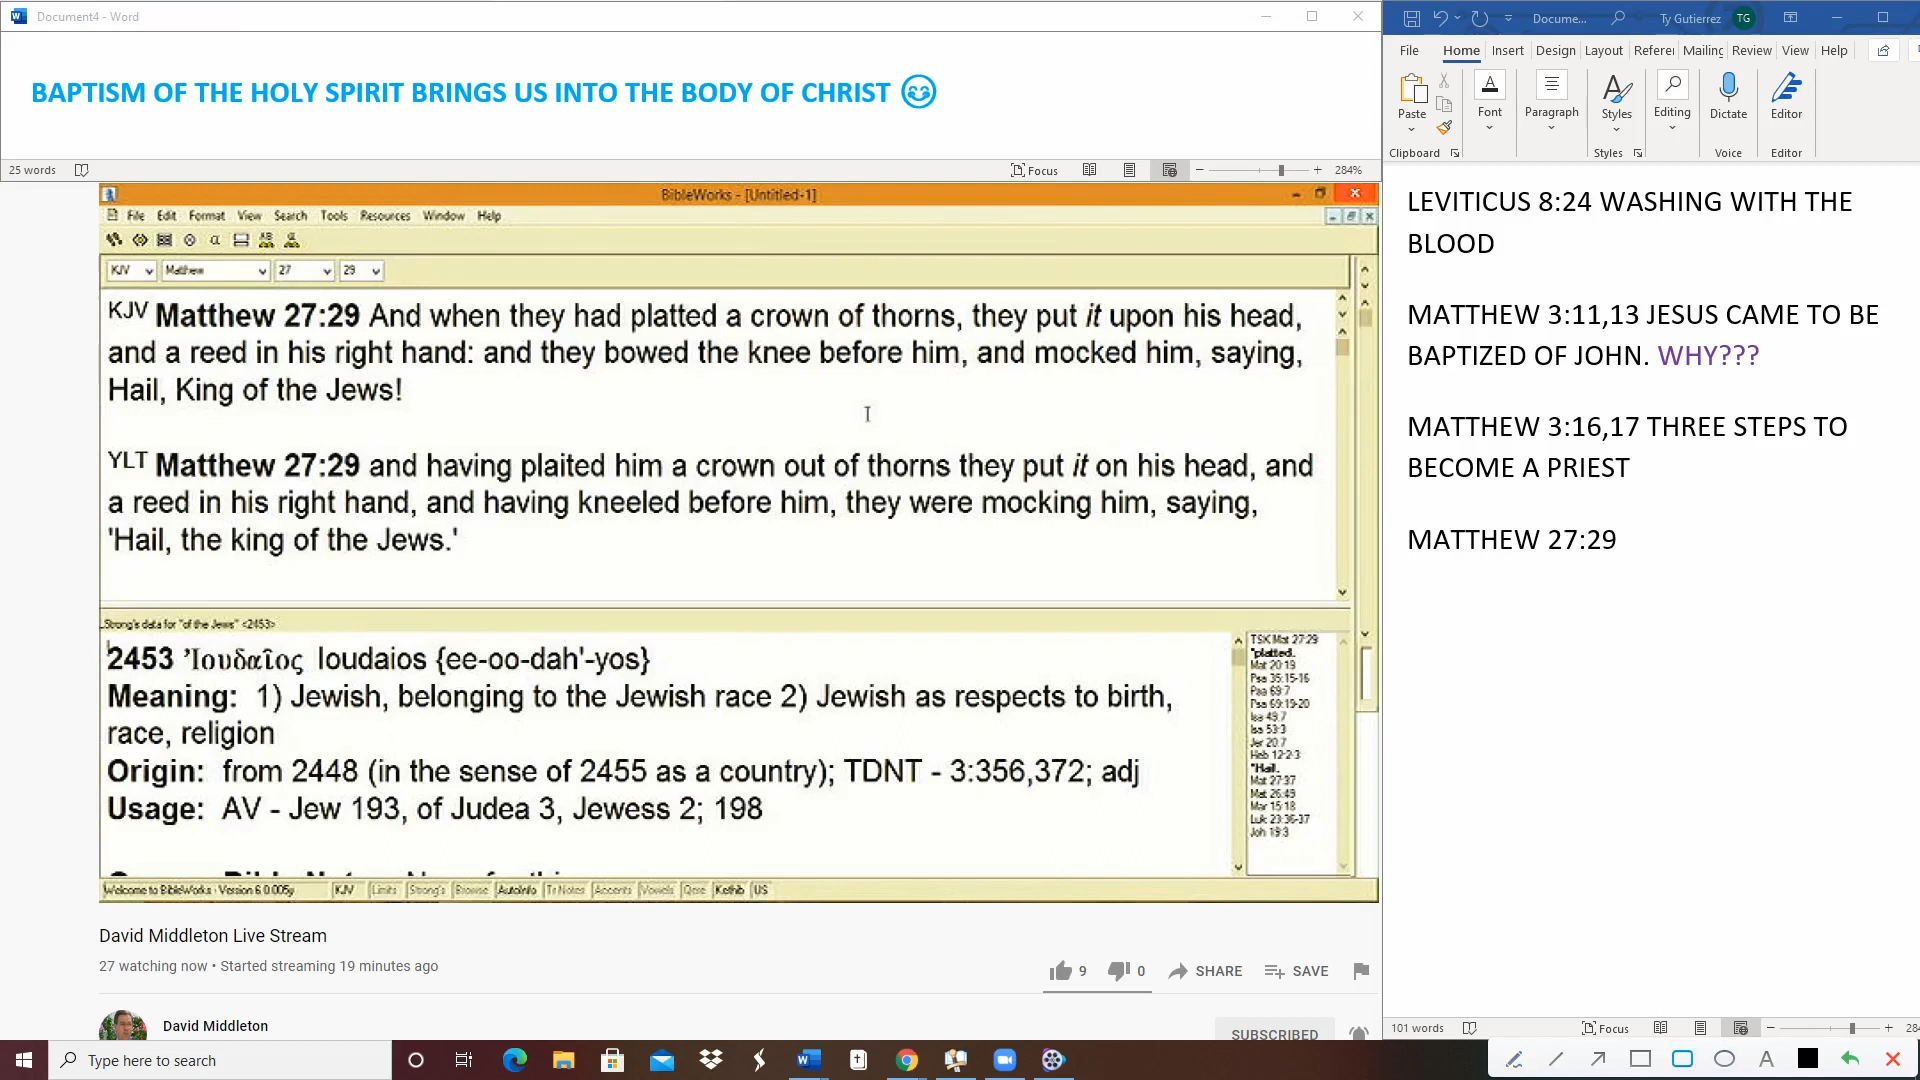 Document4 - Word
BAPTISM OF THE HOLY SPIRIT BRINGS US INTO THE BODY OF CHRIST
25 words
Focus
284%
BibleWorks - [Untitled-1]
File Edit Format View Search Tools Resources Window Help
KJV Matthew 27 29
KJV Matthew 27:29 And when they had platted a crown of thorns, they put it upon his head,
and a reed in his right hand: and they bowed the knee before him, and mocked him, saying,
Hail, King of the Jews!
YLT Matthew 27:29 and having plaited him a crown out of thorns they put it on his head, and
a reed in his right hand, and having kneeled before him, they were mocking him, saying,
'Hail, the king of the Jews.'
Strong's data for "of the Jews" <2453>
2453 Ἰουδαῖος Ioudaios {ee-oo-dah'-yos}
Meaning: 1) Jewish, belonging to the Jewish race 2) Jewish as respects to birth,
race, religion
Origin: from 2448 (in the sense of 2455 as a country); TDNT - 3:356,372; adj
Usage: AV - Jew 193, of Judea 3, Jewess 2; 198
TSK Mat 27:29
"platted.
Mat 20:19
Psa 35:15-16
Psa 69:7
Psa 69:19-20
Isa 49:7
Isa 53:3
Jer 20:7
Heb 12:2-3
"Hail.
Mat 27:37
Mat 26:49
Mar 15:18
Luk 23:36-37
Joh 19:3
Welcome to BibleWorks - Version 6.0.005y KJV Limits Strong's Browse AutoInfo Tr Notes Accents Vowels Qere Kethib US
David Middleton Live Stream
27 watching now • Started streaming 19 minutes ago
9 0 SHARE SAVE
David Middleton
SUBSCRIBED
Type here to search
Docume... Ty Gutierrez TG
File Home Insert Design Layout Referer Mailinc Review View Help
Paste Font Paragraph Styles Editing Dictate Editor
Clipboard Styles Voice Editor
LEVITICUS 8:24 WASHING WITH THE
BLOOD
MATTHEW 3:11,13 JESUS CAME TO BE
BAPTIZED OF JOHN. WHY???
MATTHEW 3:16,17 THREE STEPS TO
BECOME A PRIEST
MATTHEW 27:29
101 words
Focus
284